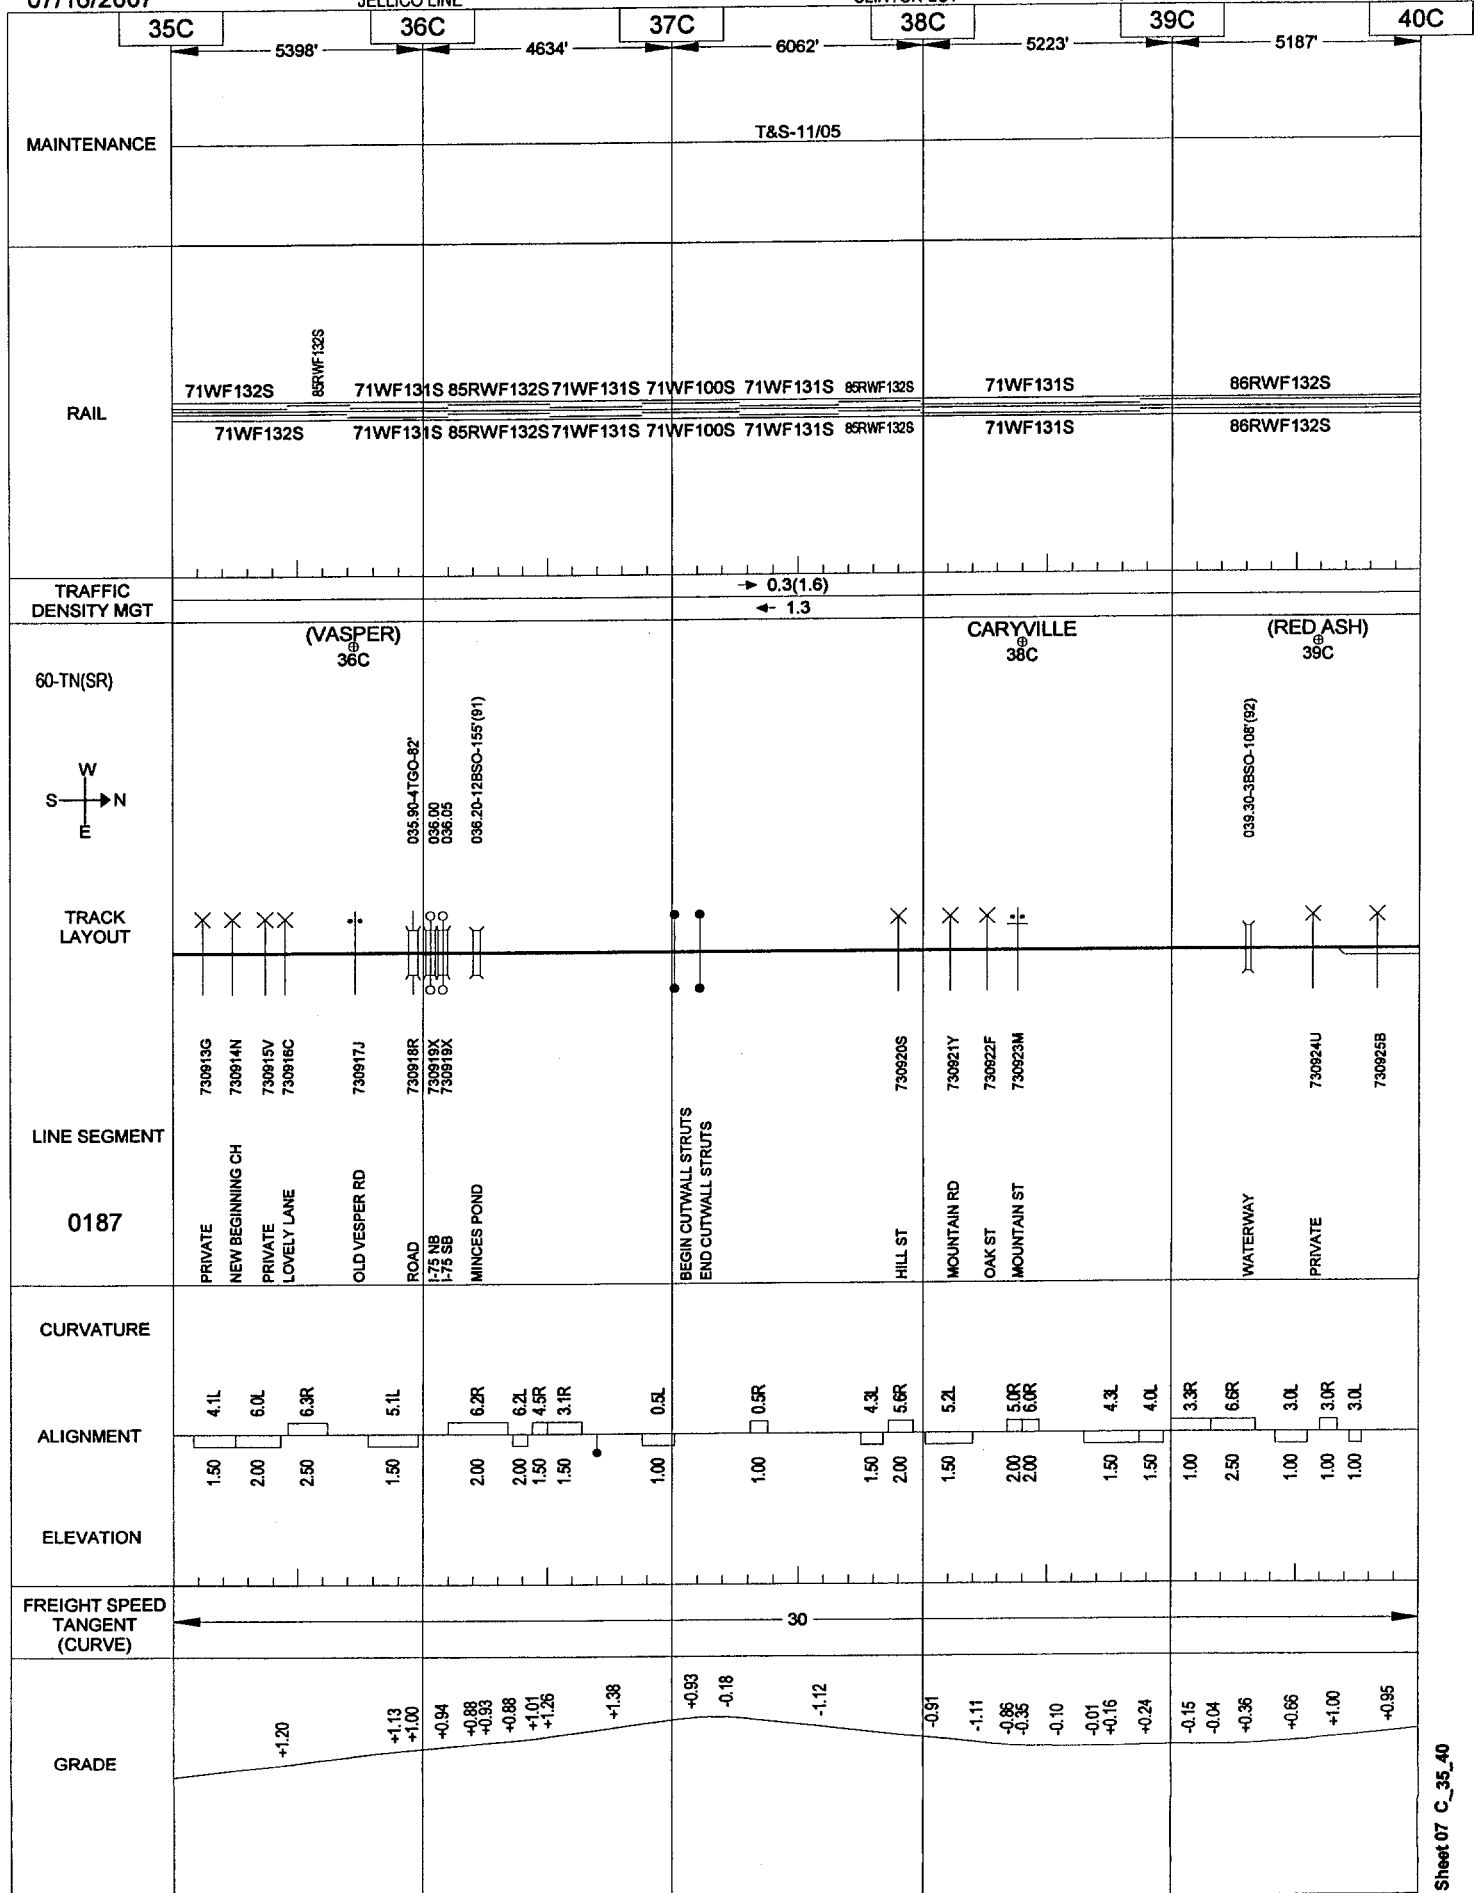 35C 36C 37C 38C 39C 40C
5398' 4634' 6062' 5223' 5187'
MAINTENANCE
T&S-11/05
85RWF132S
71WF132S 71WF131S 85RWF132S 71WF131S 71WF100S 71WF131S 85RWF132S 71WF131S 86RWF132S
RAIL
71WF132S 71WF131S 85RWF132S 71WF131S 71WF100S 71WF131S 85RWF132S 71WF131S 86RWF132S
TRAFFIC
DENSITY MGT
0.3(1.6)
1.3
(VASPER)
36C
CARYVILLE
38C
(RED ASH)
39C
60-TN(SR)
W
S N
E
035.90-4TGO-82'
036.00
036.05
036.20-12BSO-155'(91)
039.30-3BSO-108'(92)
TRACK
LAYOUT
730913G
730914N
730915V
730916C
730917J
730918R
730919X
730919X
730920S
730921Y
730922F
730923M
730924U
730925B
LINE SEGMENT
0187
PRIVATE
NEW BEGINNING CH
PRIVATE
LOVELY LANE
OLD VESPER RD
ROAD
I-75 NB
I-75 SB
MINCES POND
BEGIN CUTWALL STRUTS
END CUTWALL STRUTS
HILL ST
MOUNTAIN RD
OAK ST
MOUNTAIN ST
WATERWAY
PRIVATE
CURVATURE
4.1L 6.0L 6.3R 5.1L 6.2R 6.2L 4.5R 3.1R 0.5L 0.5R 4.3L 5.6R 5.2L 5.0R 6.0R 4.3L 4.0L 3.3R 6.6R 3.0L 3.0R 3.0L
ALIGNMENT
1.50 2.00 2.50 1.50 2.00 2.00 1.50 1.50 1.00 1.00 1.50 2.00 1.50 2.00 2.00 1.50 1.50 1.00 2.50 1.00 1.00 1.00
ELEVATION
FREIGHT SPEED
TANGENT
(CURVE)
30
GRADE
+1.20 +1.13 +1.00 +0.94 +0.88 +0.93 +0.88 +1.01 +1.26 +1.38 +0.93 -0.18 -1.12 -0.91 -1.11 -0.86 -0.35 -0.10 -0.01 +0.16 +0.24 -0.15 -0.04 +0.36 +0.66 +1.00 +0.95
Sheet 07 C_35_40